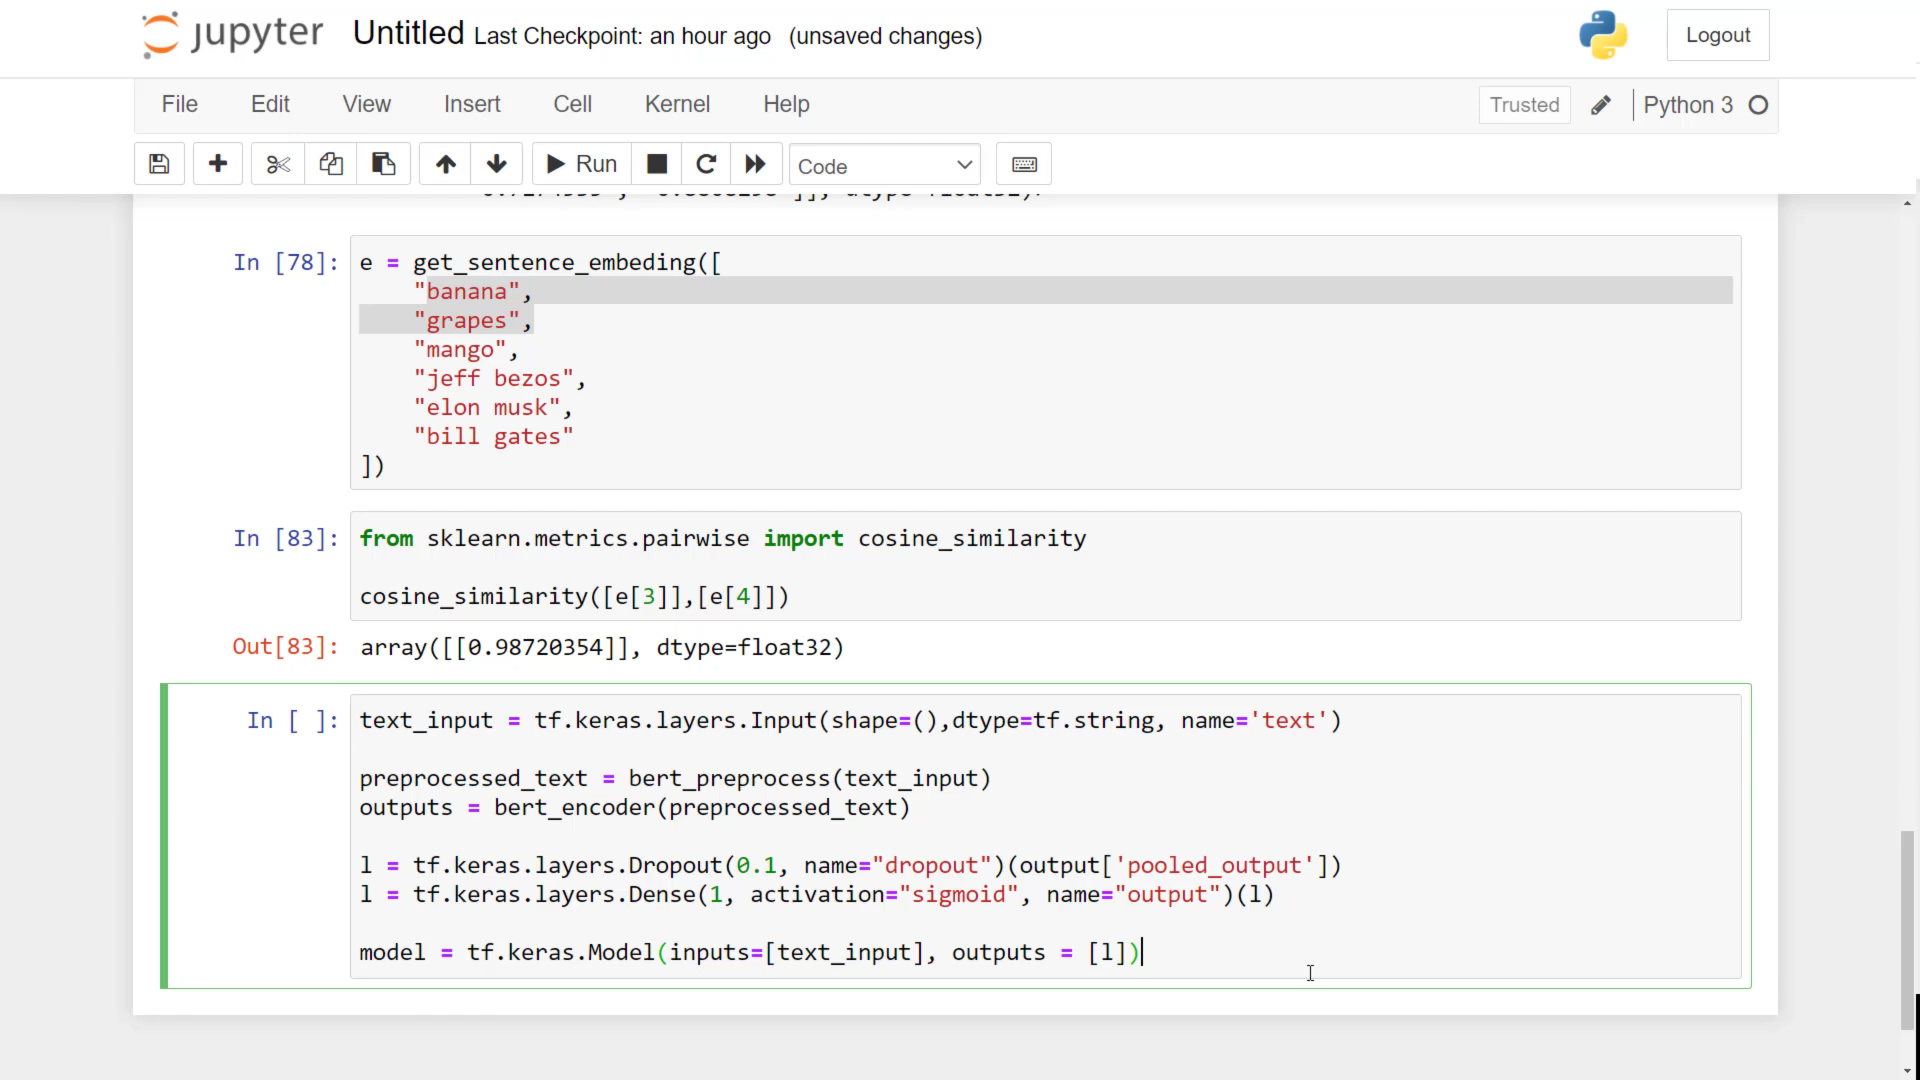 jupyter Untitled Last Checkpoint: an hour ago (unsaved changes) Logout
File Edit View Insert Cell Kernel Help Trusted Python 3
Run Code
In [78]: e = get_sentence_embeding([
"banana",
"grapes",
"mango",
"jeff bezos",
"elon musk",
"bill gates"
])
In [83]: from sklearn.metrics.pairwise import cosine_similarity
cosine_similarity([e[3]],[e[4]])
Out[83]: array([[0.98720354]], dtype=float32)
In [ ]: text_input = tf.keras.layers.Input(shape=(),dtype=tf.string, name='text')
preprocessed_text = bert_preprocess(text_input)
outputs = bert_encoder(preprocessed_text)
l = tf.keras.layers.Dropout(0.1, name="dropout")(output['pooled_output'])
l = tf.keras.layers.Dense(1, activation="sigmoid", name="output")(l)
model = tf.keras.Model(inputs=[text_input], outputs = [l])